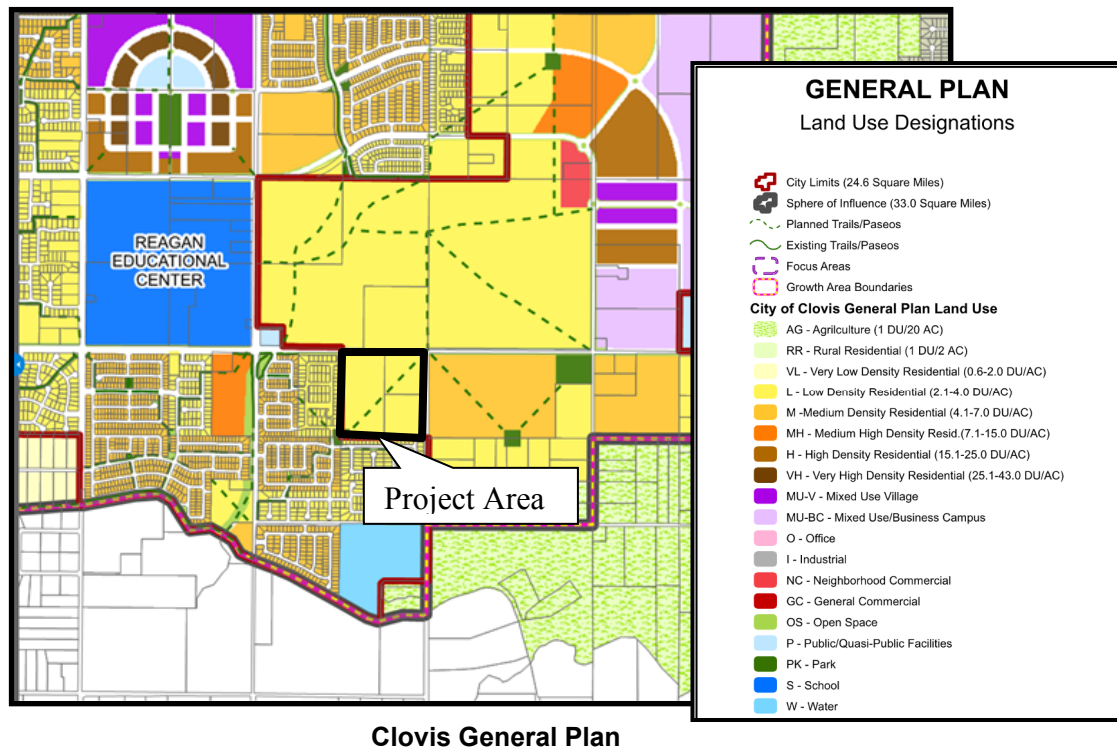 REAGAN
EDUCATIONAL
CENTER
Project Area
GENERAL PLAN
Land Use Designations
City Limits (24.6 Square Miles)
Sphere of Influence (33.0 Square Miles)
Planned Trails/Paseos
Existing Trails/Paseos
Focus Areas
Growth Area Boundaries
City of Clovis General Plan Land Use
AG - Agrilculture (1 DU/20 AC)
RR - Rural Residential (1 DU/2 AC)
VL - Very Low Density Residential (0.6-2.0 DU/AC)
L - Low Density Residential (2.1-4.0 DU/AC)
M -Medium Density Residential (4.1-7.0 DU/AC)
MH - Medium High Density Resid.(7.1-15.0 DU/AC)
H - High Density Residential (15.1-25.0 DU/AC)
VH - Very High Density Residential (25.1-43.0 DU/AC)
MU-V - Mixed Use Village
MU-BC - Mixed Use/Business Campus
O - Office
I - Industrial
NC - Neighborhood Commercial
GC - General Commercial
OS - Open Space
P - Public/Quasi-Public Facilities
PK - Park
S - School
W - Water
Clovis General Plan